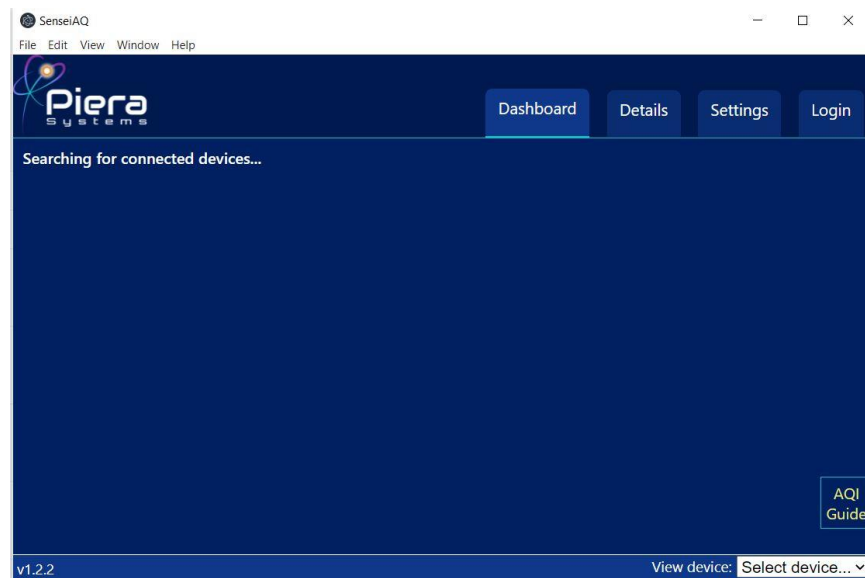 SenseiAQ
File Edit View Window Help
Piera
Systems
Dashboard Details Settings Login
Searching for connected devices...
AQI
Guide
v1.2.2 View device: Select device...